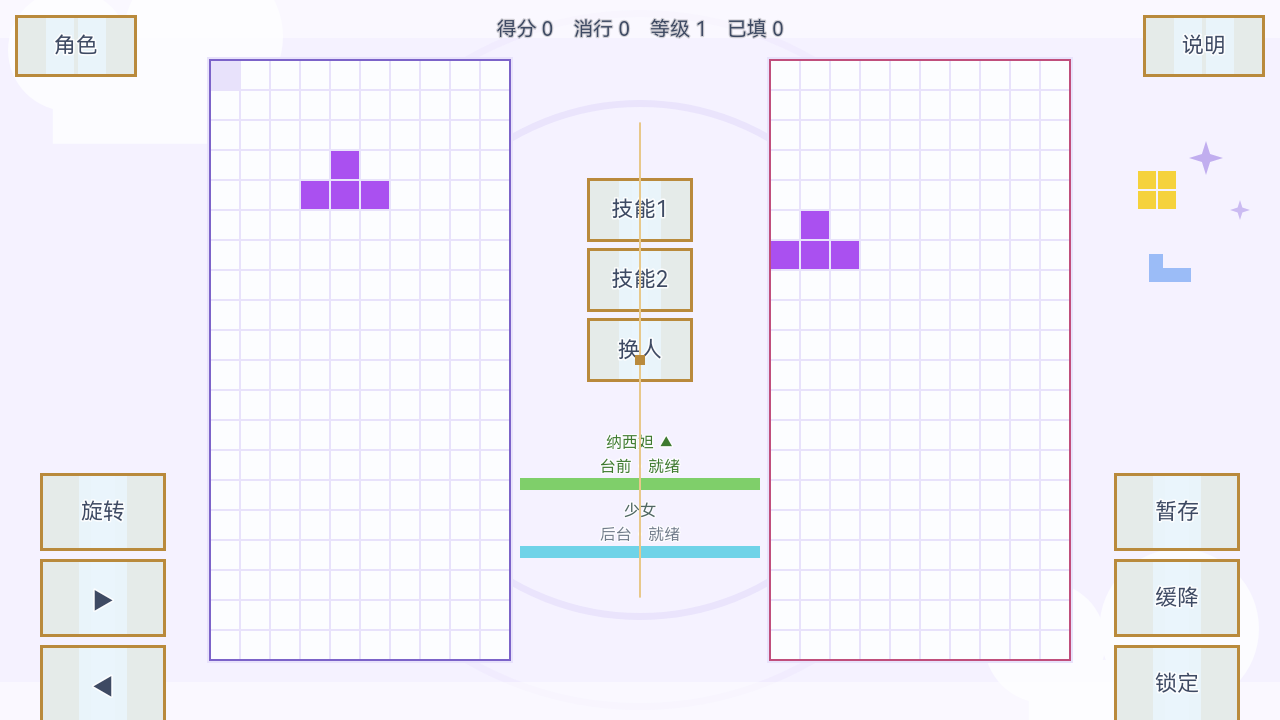 得分 0 消行 0 等级 1 已填 0
角色
说明
技能1
技能2
换人
纳西妲 ▲
台前 就绪
少女
后台 就绪
旋转
▶
◀
暂存
缓降
锁定